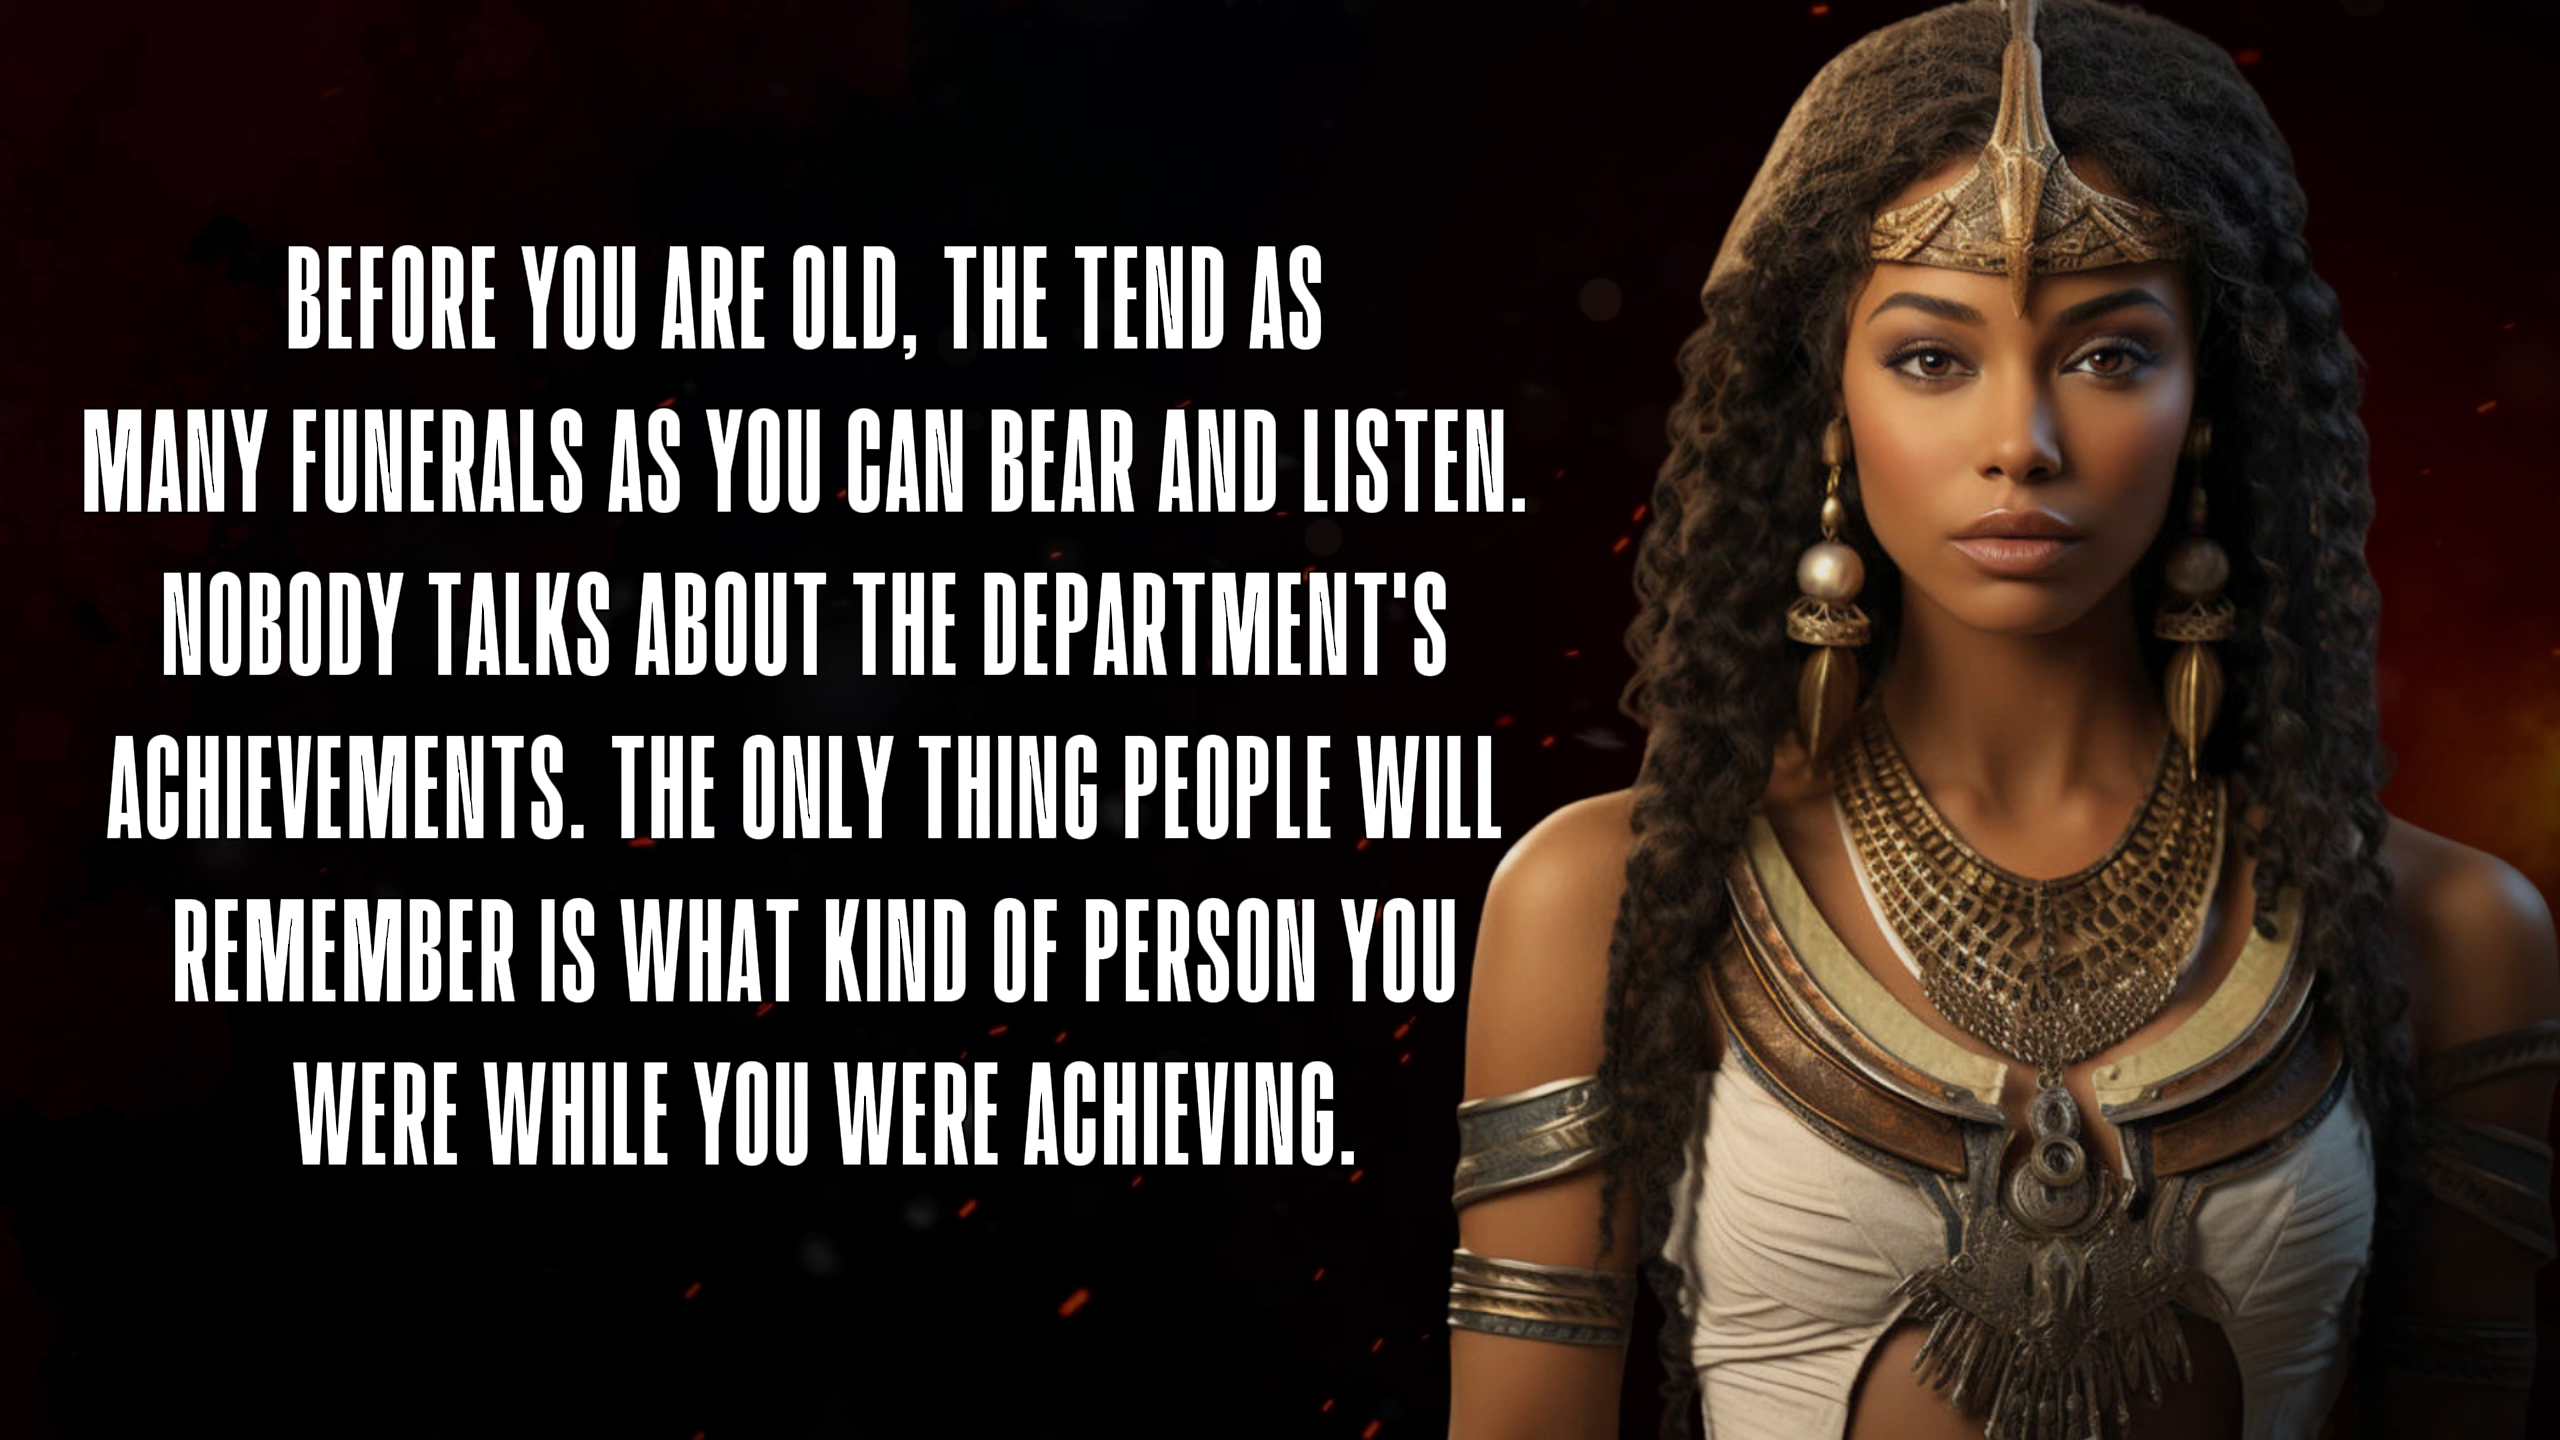 BEFORE YOU ARE OLD, THE TEND AS
MANY FUNERALS AS YOU CAN BEAR AND LISTEN.
NOBODY TALKS ABOUT THE DEPARTMENT'S
ACHIEVEMENTS. THE ONLY THING PEOPLE WILL
REMEMBER IS WHAT KIND OF PERSON YOU
WERE WHILE YOU WERE ACHIEVING.